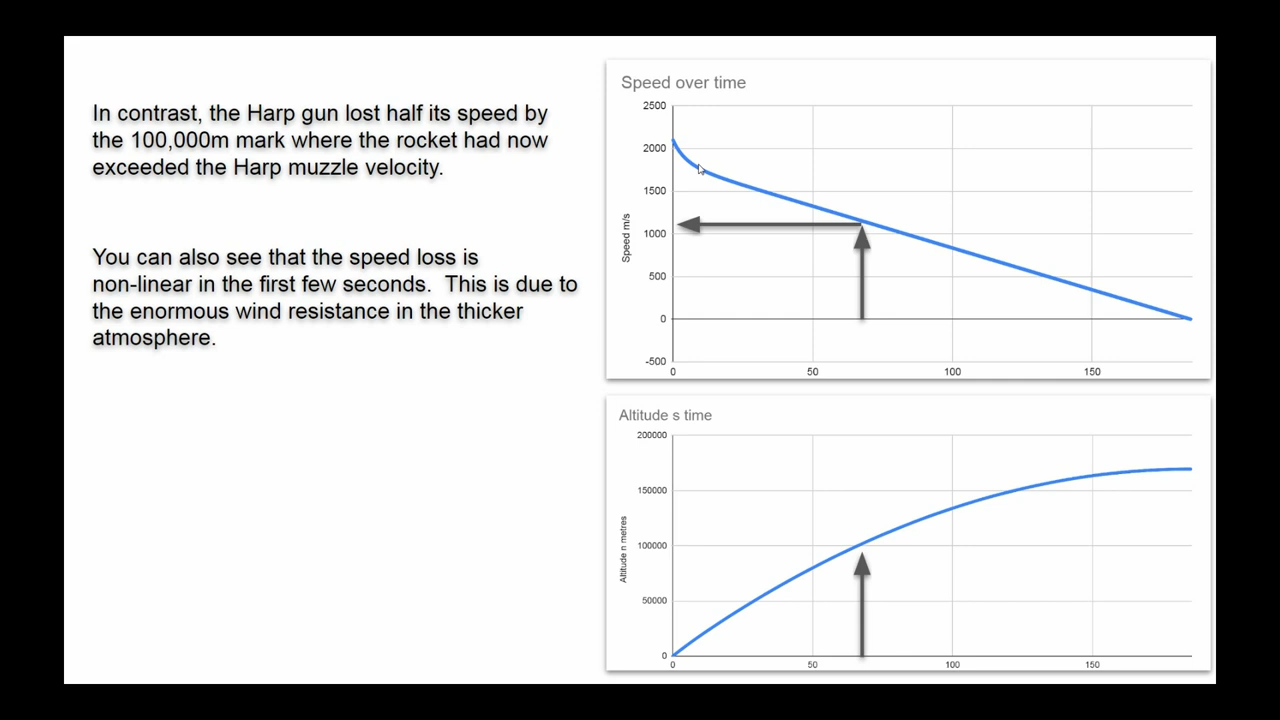 In contrast, the Harp gun lost half its speed by
the 100,000m mark where the rocket had now
exceeded the Harp muzzle velocity.
You can also see that the speed loss is
non-linear in the first few seconds.  This is due to
the enormous wind resistance in the thicker
atmosphere.
Speed over time
Speed m/s
2500
2000
1500
1000
500
0
-500
0 50 100 150
Altitude s time
Altitude n metres
200000
150000
100000
50000
0
0 50 100 150